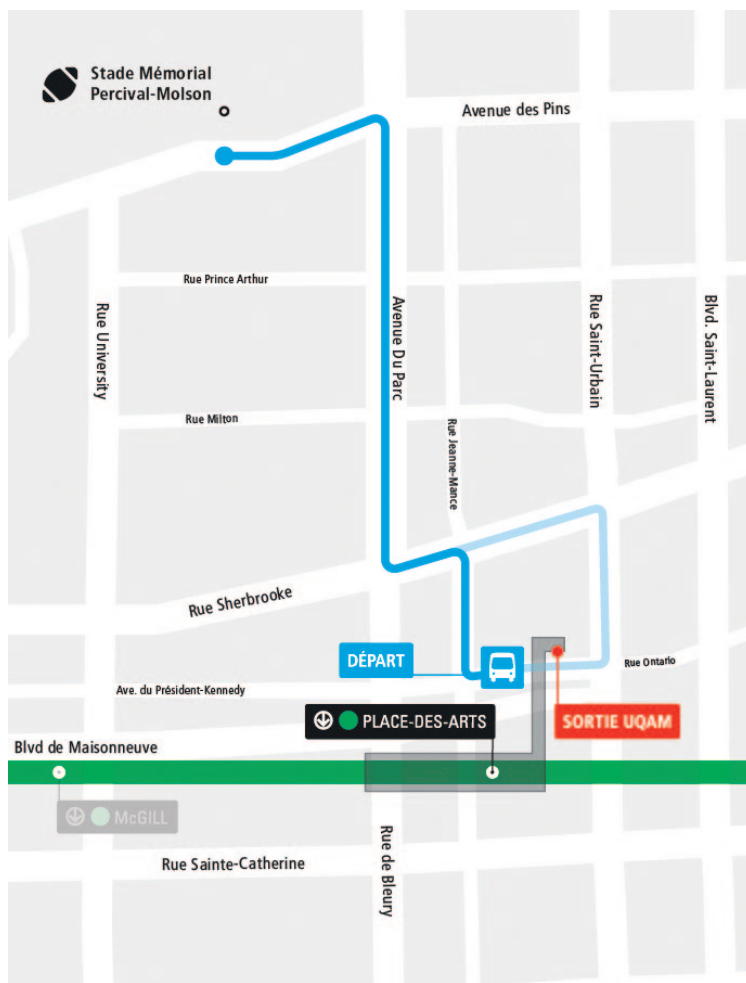 Stade Mémorial
Percival-Molson
Avenue des Pins
Rue Prince Arthur
Rue University
Avenue Du Parc
Rue Saint-Urbain
Blvd. Saint-Laurent
Rue Milton
Rue Jeanne-Mance
Rue Sherbrooke
DÉPART
Rue Ontario
Ave. du Président-Kennedy
PLACE-DES-ARTS
SORTIE UQAM
Blvd de Maisonneuve
McGILL
Rue Sainte-Catherine
Rue de Bleury